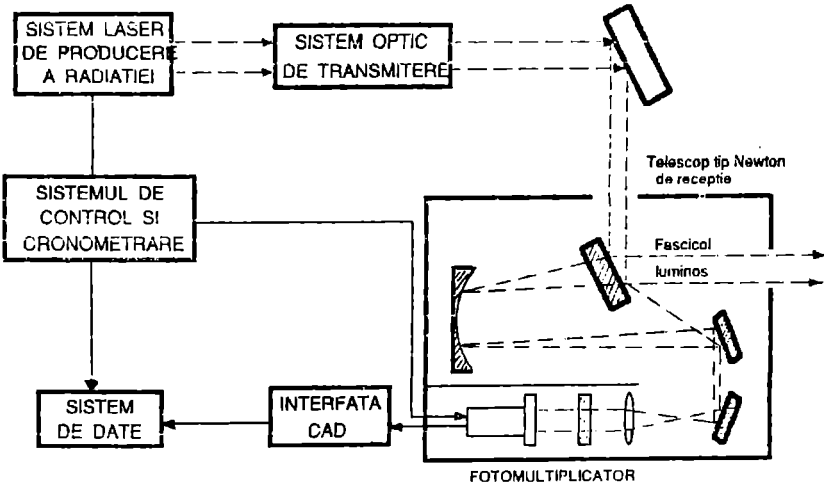 SISTEM LASER
DE PRODUCERE
A RADIATIEI
SISTEM OPTIC
DE TRANSMITERE
Telescop tip Newton
de receptie
SISTEMUL DE
CONTROL SI
CRONOMETRARE
Fascicol
luminos
SISTEM
DE DATE
INTERFATA
CAD
FOTOMULTIPLICATOR